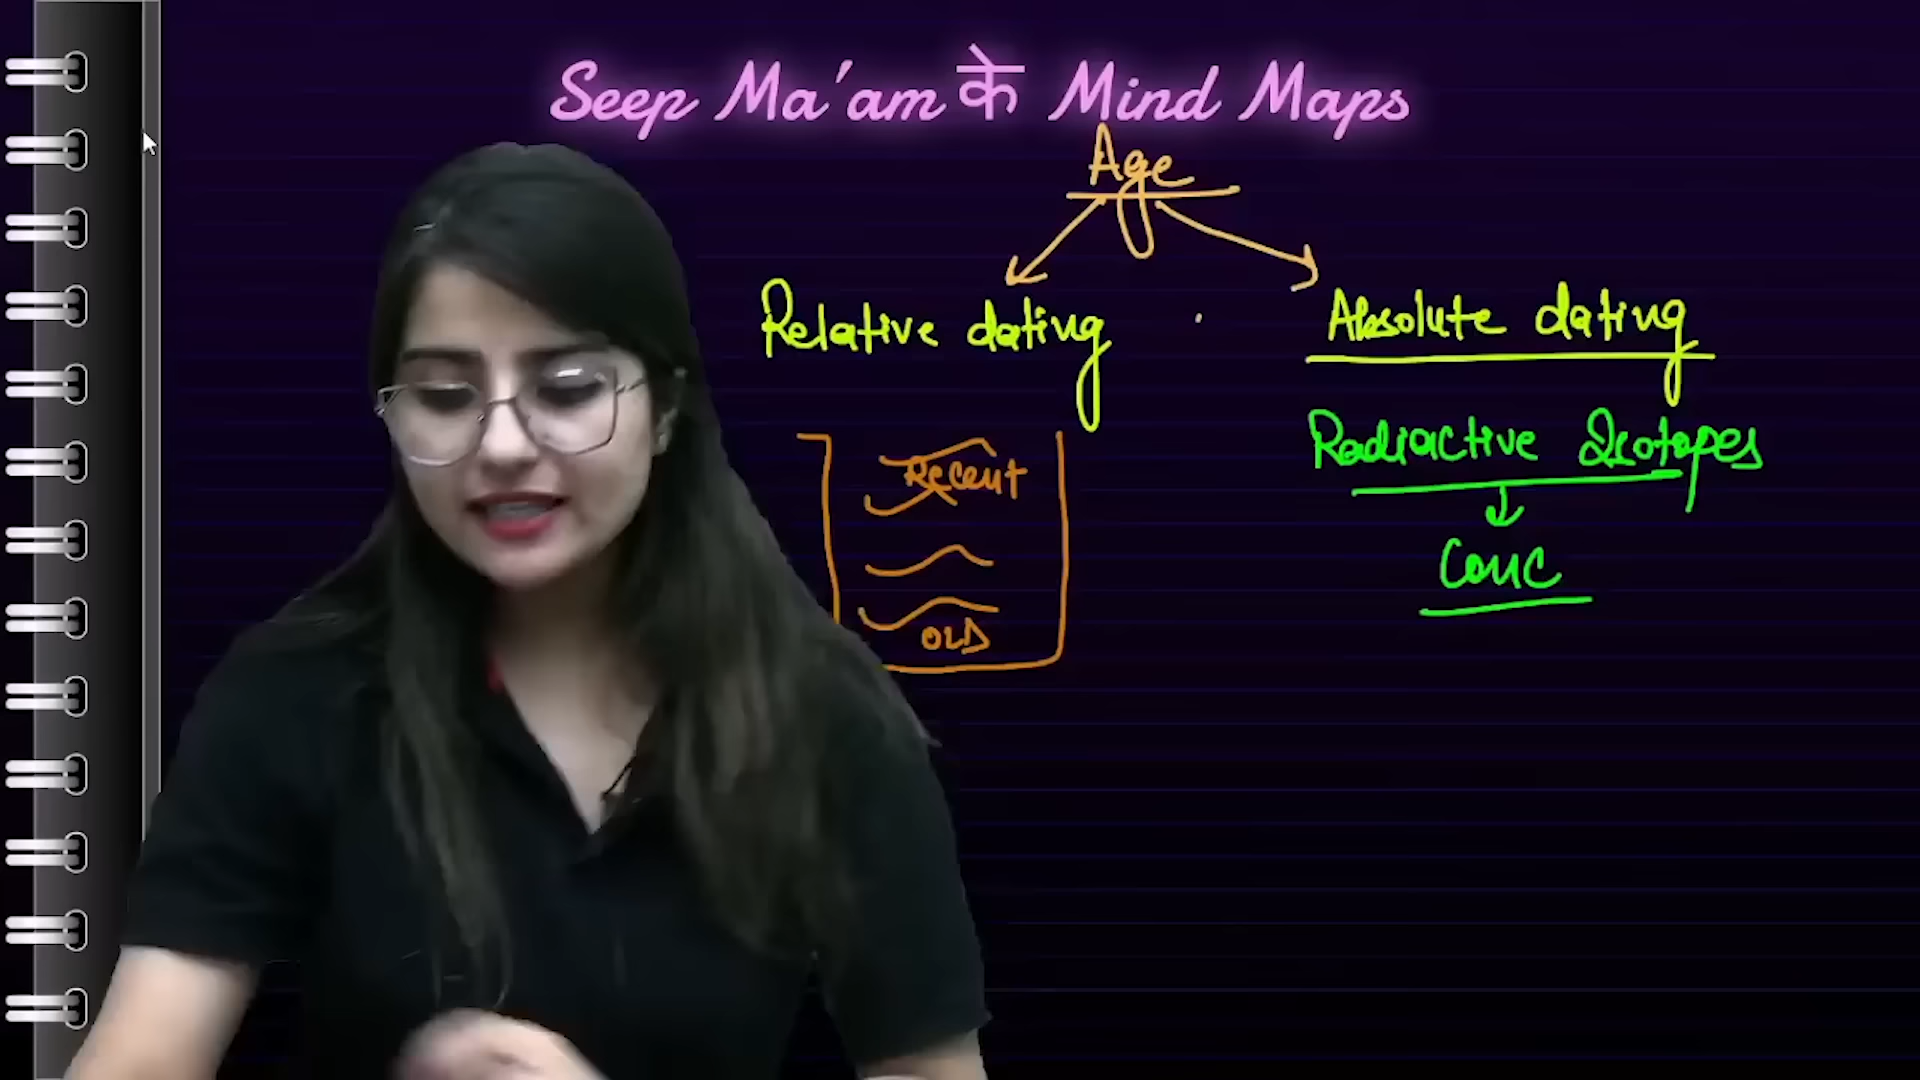 Seep Ma'am के Mind Maps
Age
Relative dating
Absolute dating
Recent
OLD
Radiactive Isotopes
Conc